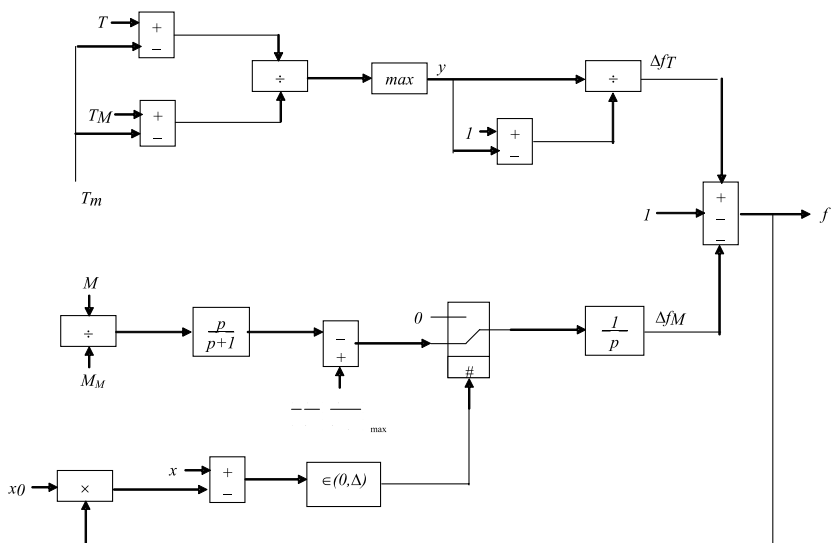 T
+
−
÷
max
y
÷
ΔfT
TM
+
−
1
+
−
Tm
1
+
−
−
f
M
÷
MM
p
p+1
−
+
max
0
#
1
p
ΔfM
x0
×
x
+
−
∈(0,Δ)